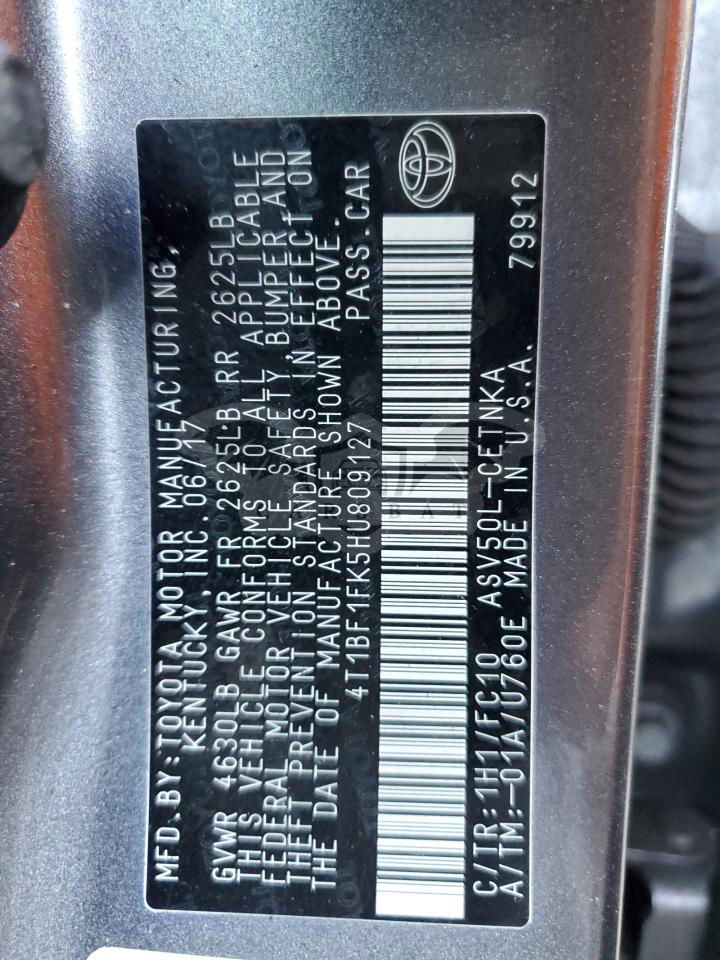 MFD.BY:TOYOTA MOTOR MANUFACTURING,
KENTUCKY, INC. 06/17
GVWR 4630LB GAWR FR 2625LB RR 2625LB
THIS VEHICLE CONFORMS TO ALL APPLICABLE
FEDERAL MOTOR VEHICLE SAFETY, BUMPER AND
THEFT PREVENTION STANDARDS IN EFFECT ON
THE DATE OF MANUFACTURE SHOWN ABOVE.
4T1BF1FK5HU809127 PASS.CAR
C/TR:1H1/FC10 ASV50L-CETNKA
A/TM:-01A/U760E MADE IN U.S.A. 79912